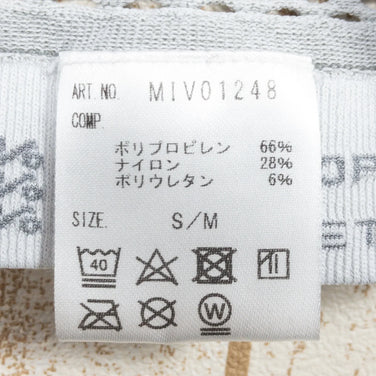 ART NO. MIV01248
COMP.
ポリプロピレン 66%
ナイロン 28%
ポリウレタン 6%
SIZE. S/M
40
W